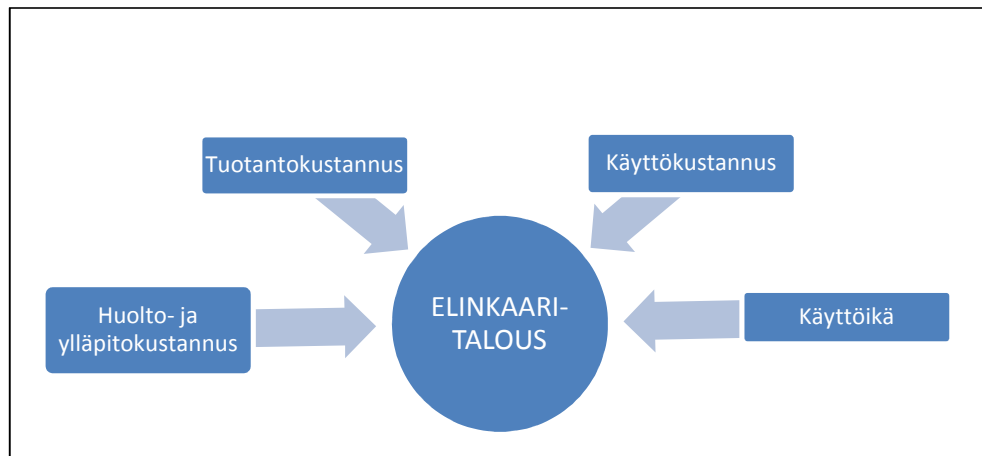 Tuotantokustannus
Käyttökustannus
Huolto- ja
ylläpitokustannus
ELINKAARI-
TALOUS
Käyttöikä